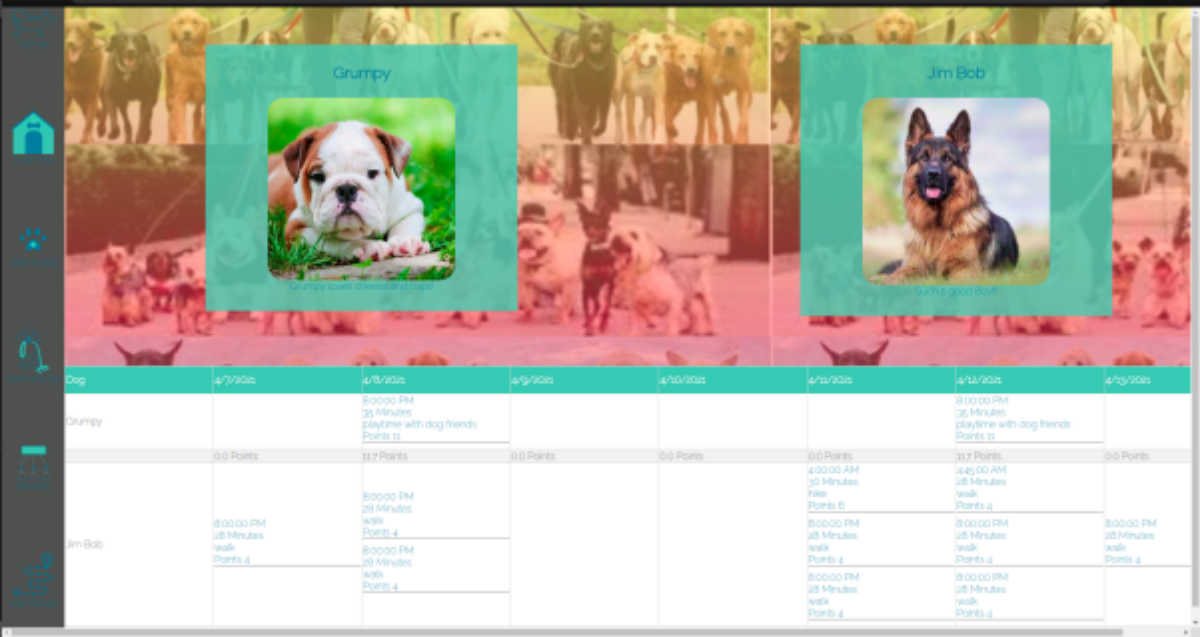 Grumpy
Jim Bob
Grumpy loves cheese and naps!
Such a good Boy!!
Dog 4/7/2021 4/8/2021 4/9/2021 4/10/2021 4/11/2021 4/12/2021 4/13/2021
Grumpy
8:00:00 PM
35 Minutes
playtime with dog friends
Points 11
8:00:00 PM
35 Minutes
playtime with dog friends
Points 11
0.0 Points 11.7 Points 0.0 Points 0.0 Points 0.0 Points 11.7 Points 0.0 Points
Jim Bob
8:00:00 PM
28 Minutes
walk
Points 4
8:00:00 PM
28 Minutes
walk
Points 4
8:00:00 PM
28 Minutes
walk
Points 4
4:00:00 AM
30 Minutes
hike
Points 6
8:00:00 PM
28 Minutes
walk
Points 4
8:00:00 PM
28 Minutes
walk
Points 4
4:45:00 AM
28 Minutes
walk
Points 4
8:00:00 PM
28 Minutes
walk
Points 4
8:00:00 PM
28 Minutes
walk
Points 4
8:00:00 PM
28 Minutes
walk
Points 4